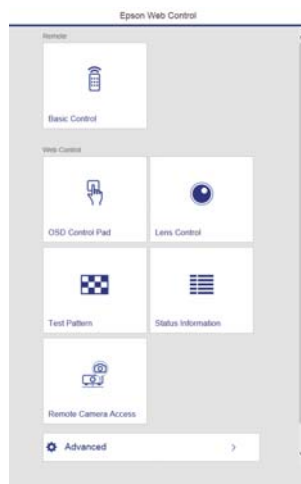 Epson Web Control
Remote
Basic Control
Web Control
OSD Control Pad
Lens Control
Test Pattern
Status Information
Remote Camera Access
Advanced